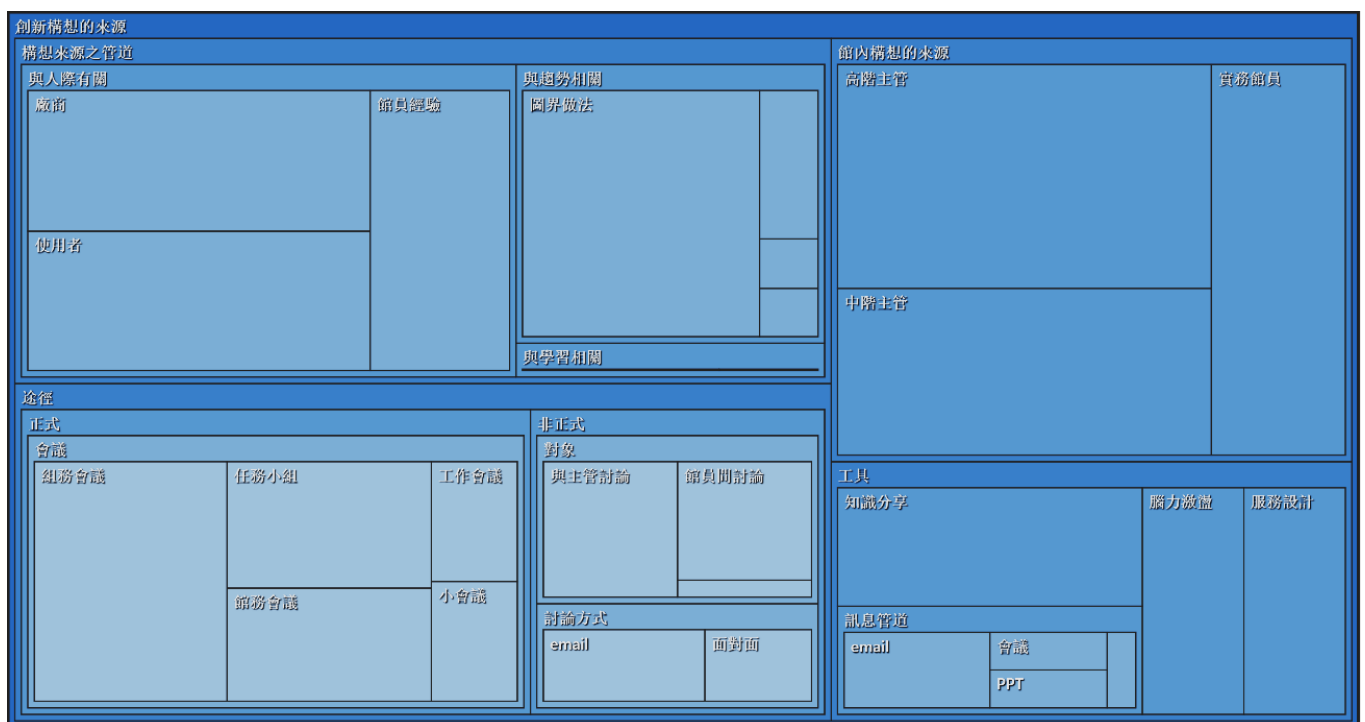 創新構想的來源
構想來源之管道
與人際有關
廠商
館員經驗
使用者
與趨勢相關
圖界做法
與學習相關
館內構想的來源
高階主管
實務館員
中階主管
途徑
正式
會議
組務會議
任務小組
工作會議
館務會議
小會議
非正式
對象
與主管討論
館員間討論
討論方式
email
面對面
工具
知識分享
腦力激盪
服務設計
訊息管道
email
會議
PPT